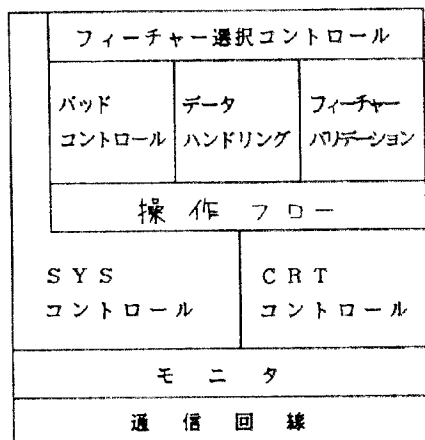 フィーチャー選択コントロール
パッド
コントロール
データ
ハンドリング
フィーチャー
バリデーション
操作フロー
SYS
コントロール
CRT
コントロール
モニタ
通信回線